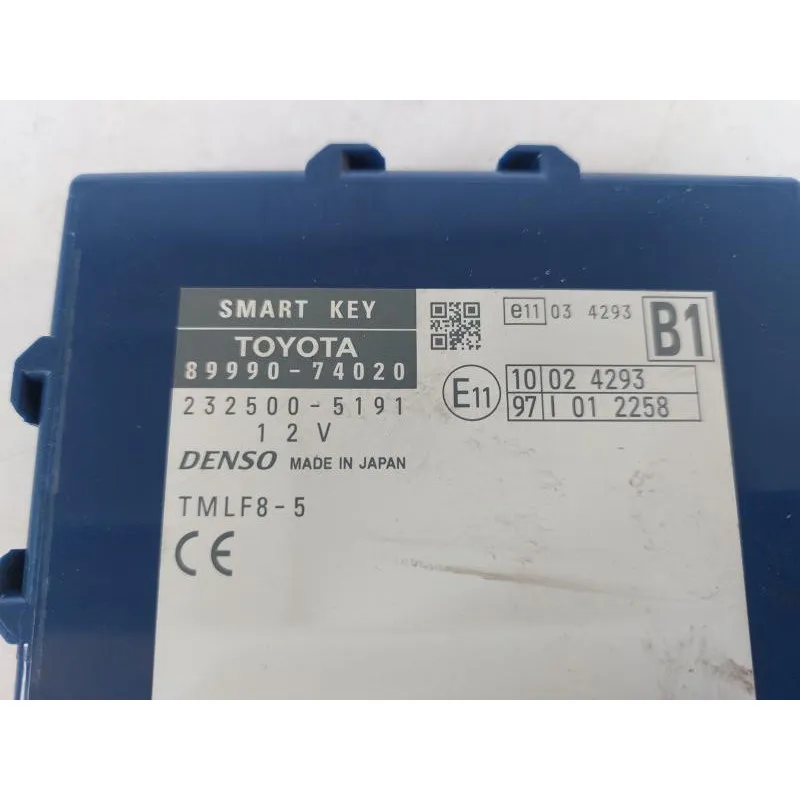 SMART KEY
TOYOTA
89990-74020
232500-5191
12V
DENSO MADE IN JAPAN
TMLF8-5
CE
e11 03 4293
B1
E11
10 02 4293
97 I 01 2258